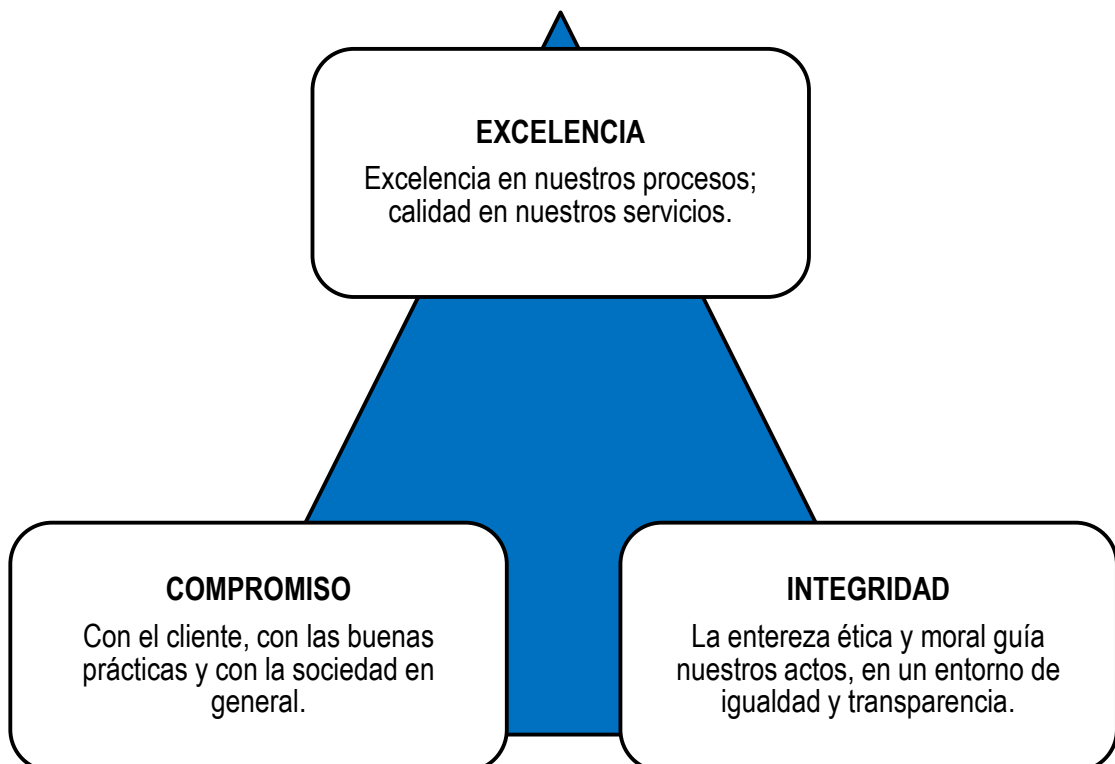 EXCELENCIA
Excelencia en nuestros procesos;
calidad en nuestros servicios.
COMPROMISO
Con el cliente, con las buenas
prácticas y con la sociedad en
general.
INTEGRIDAD
La entereza ética y moral guía
nuestros actos, en un entorno de
igualdad y transparencia.